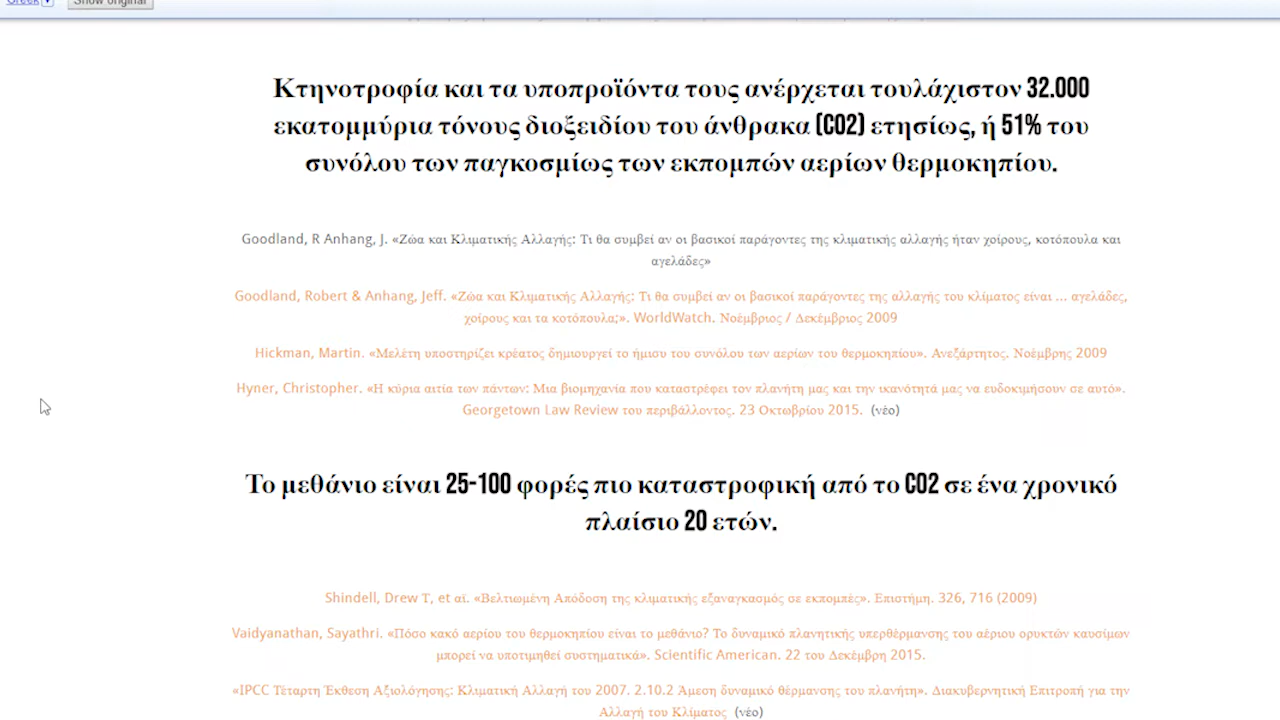 Greek
Show original
Κτηνοτροφία και τα υποπροϊόντα τους ανέρχεται τουλάχιστον 32.000
εκατομμύρια τόνους διοξειδίου του άνθρακα (CO2) ετησίως, ή 51% του
συνόλου των παγκοσμίως των εκπομπών αερίων θερμοκηπίου.
Goodland, R Anhang, J. «Ζώα και Κλιματικής Αλλαγής: Τι θα συμβεί αν οι βασικοί παράγοντες της κλιματικής αλλαγής ήταν χοίρους, κοτόπουλα και
αγελάδες»
Goodland, Robert & Anhang, Jeff. «Ζώα και Κλιματικής Αλλαγής: Τι θα συμβεί αν οι βασικοί παράγοντες της αλλαγής του κλίματος είναι ... αγελάδες,
χοίρους και τα κοτόπουλα;». WorldWatch. Νοέμβριος / Δεκέμβριος 2009
Hickman, Martin. «Μελέτη υποστηρίζει κρέατος δημιουργεί το ήμισυ του συνόλου των αερίων του θερμοκηπίου». Ανεξάρτητος. Νοέμβρης 2009
Hyner, Christopher. «Η κύρια αιτία των πάντων: Μια βιομηχανία που καταστρέφει τον πλανήτη μας και την ικανότητά μας να ευδοκιμήσουν σε αυτό».
Georgetown Law Review του περιβάλλοντος. 23 Οκτωβρίου 2015. (νέο)
Το μεθάνιο είναι 25-100 φορές πιο καταστροφική από το CO2 σε ένα χρονικό
πλαίσιο 20 ετών.
Shindell, Drew Τ, et αϊ. «Βελτιωμένη Απόδοση της κλιματικής εξαναγκασμός σε εκπομπές». Επιστήμη. 326, 716 (2009)
Vaidyanathan, Sayathri. «Πόσο κακό αερίου του θερμοκηπίου είναι το μεθάνιο? Το δυναμικό πλανητικής υπερθέρμανσης του αέριου ορυκτών καυσίμων
μπορεί να υποτιμηθεί συστηματικά». Scientific American. 22 του Δεκέμβρη 2015.
«IPCC Τέταρτη Έκθεση Αξιολόγησης: Κλιματική Αλλαγή του 2007. 2.10.2 Άμεση δυναμικό θέρμανσης του πλανήτη». Διακυβερνητική Επιτροπή για την
Αλλαγή του Κλίματος (νέο)